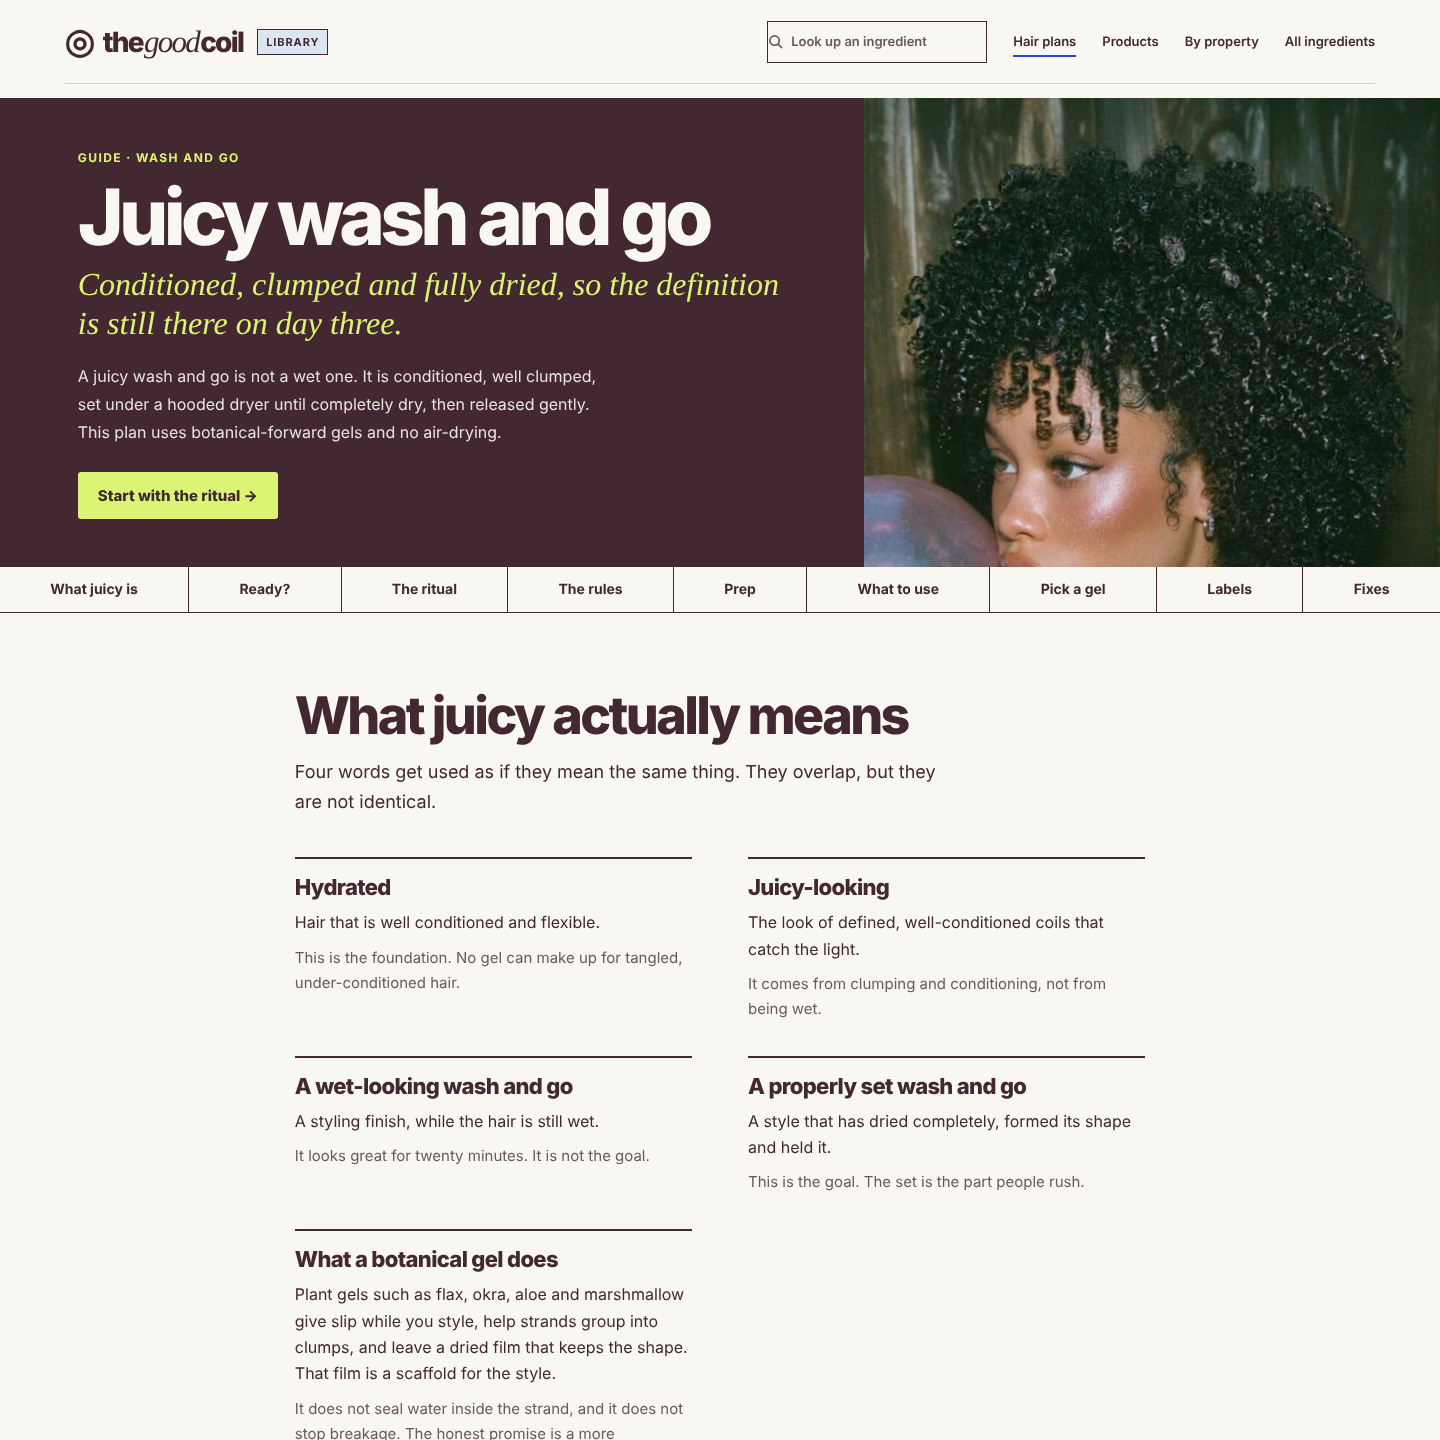 thegoodcoil
LIBRARY
Look up an ingredient
Hair plans
Products
By property
All ingredients
GUIDE · WASH AND GO
Juicy wash and go
Conditioned, clumped and fully dried, so the definition
is still there on day three.
A juicy wash and go is not a wet one. It is conditioned, well clumped,
set under a hooded dryer until completely dry, then released gently.
This plan uses botanical-forward gels and no air-drying.
Start with the ritual →
What juicy is
Ready?
The ritual
The rules
Prep
What to use
Pick a gel
Labels
Fixes
What juicy actually means
Four words get used as if they mean the same thing. They overlap, but they
are not identical.
Hydrated
Hair that is well conditioned and flexible.
This is the foundation. No gel can make up for tangled,
under-conditioned hair.
Juicy-looking
The look of defined, well-conditioned coils that
catch the light.
It comes from clumping and conditioning, not from
being wet.
A wet-looking wash and go
A styling finish, while the hair is still wet.
It looks great for twenty minutes. It is not the goal.
A properly set wash and go
A style that has dried completely, formed its shape
and held it.
This is the goal. The set is the part people rush.
What a botanical gel does
Plant gels such as flax, okra, aloe and marshmallow
give slip while you style, help strands group into
clumps, and leave a dried film that keeps the shape.
That film is a scaffold for the style.
It does not seal water inside the strand, and it does not
stop breakage. The honest promise is a more